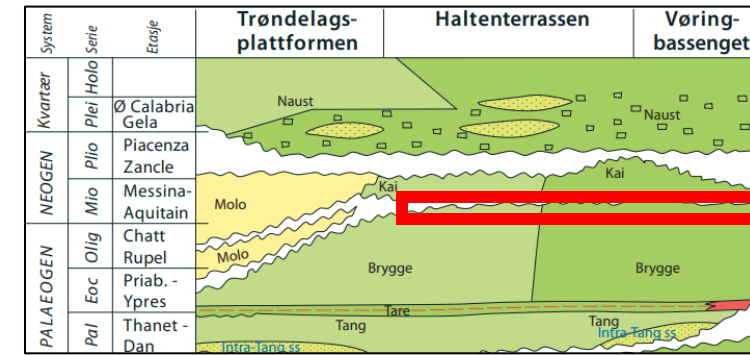 System
Serie
Etasje
Trøndelags-
plattformen
Haltenterrassen
Vøring-
bassenget
Kvartær
NEOGEN
PALAEOGEN
Holo
Plei
Plio
Mio
Olig
Eoc
Pal
Ø Calabria
Gela
Piacenza
Zancle
Messina-
Aquitain
Chatt
Rupel
Priab. -
Ypres
Thanet -
Dan
Naust
Naust
Kai
Kai
Molo
Molo
Brygge
Brygge
Tare
Tang
Tang
Intra-Tang ss
Intra-Tang ss